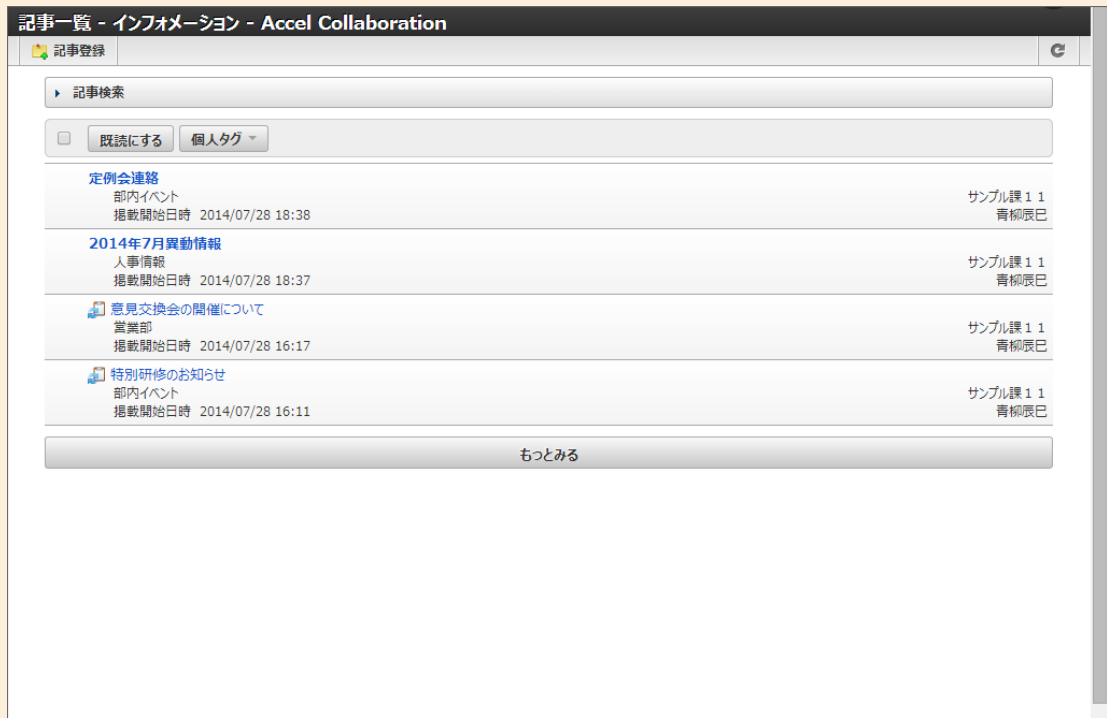 記事一覧 - インフォメーション - Accel Collaboration
記事登録
記事検索
既読にする 個人タグ
定例会連絡
部内イベント サンプル課１１
掲載開始日時 2014/07/28 18:38 青柳辰巳
2014年7月異動情報
人事情報 サンプル課１１
掲載開始日時 2014/07/28 18:37 青柳辰巳
意見交換会の開催について
営業部 サンプル課１１
掲載開始日時 2014/07/28 16:17 青柳辰巳
特別研修のお知らせ
部内イベント サンプル課１１
掲載開始日時 2014/07/28 16:11 青柳辰巳
もっとみる